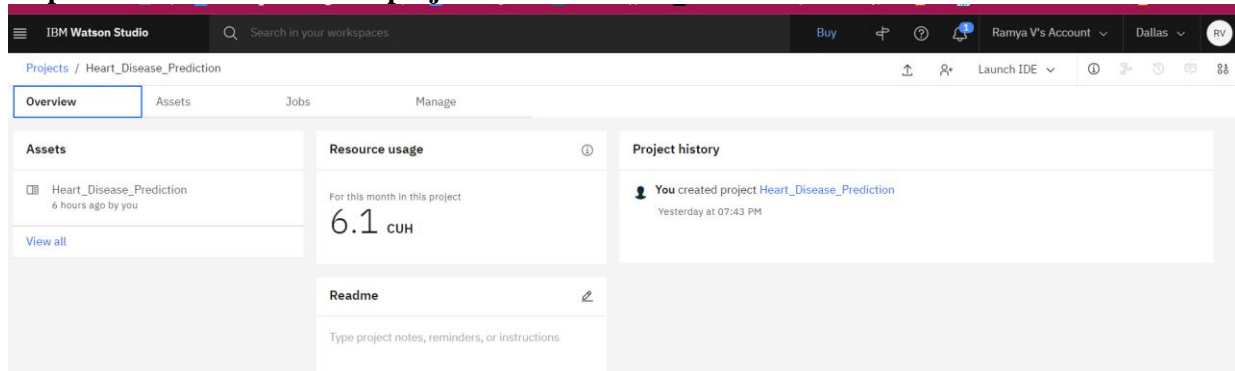 IBM Watson Studio
Search in your workspaces
Buy
1
Ramya V's Account
Dallas
RV
Projects / Heart_Disease_Prediction
Launch IDE
Overview
Assets
Jobs
Manage
Assets
Heart_Disease_Prediction
6 hours ago by you
View all
Resource usage
For this month in this project
6.1 CUH
Readme
Type project notes, reminders, or instructions
Project history
You created project Heart_Disease_Prediction
Yesterday at 07:43 PM